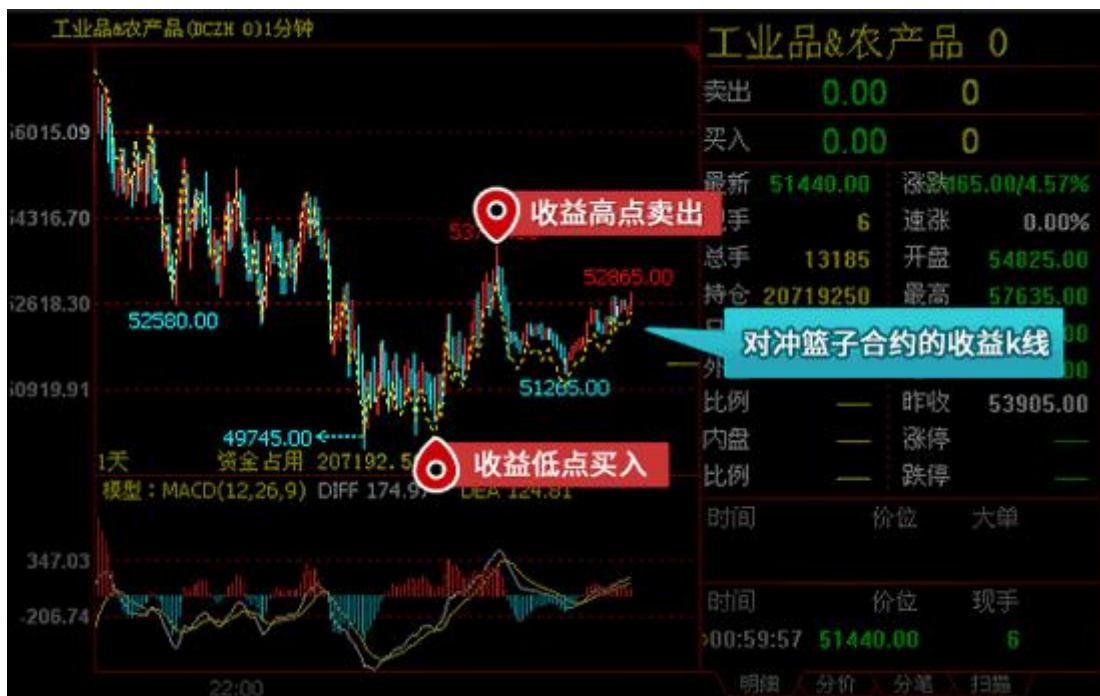 工业品&农产品(DCZH 0)1分钟
工业品&农产品 0
卖出 0.00 0
买入 0.00 0
56015.09
最新 51440.00 涨跌
65.00/4.57%
收益高点卖出
54316.70
6 速涨 0.00%
总手 13185 开盘 54825.00
52865.00
52618.30
持仓 20719250 最高 57635.00
52580.00
对冲篮子合约的收益k线
50919.91
51265.00
比例 — 昨收 53905.00
49745.00
内盘 — 涨停 —
1天 资金占用 207192.5
收益低点买入
比例 — 跌停 —
模型:MACD(12,26,9) DIFF 174.97 DEA 124.81
时间 价位 大单
347.03
-206.74
时间 价位 现手
00:59:57 51440.00 6
22:00
明细 分价 分笔 扫描